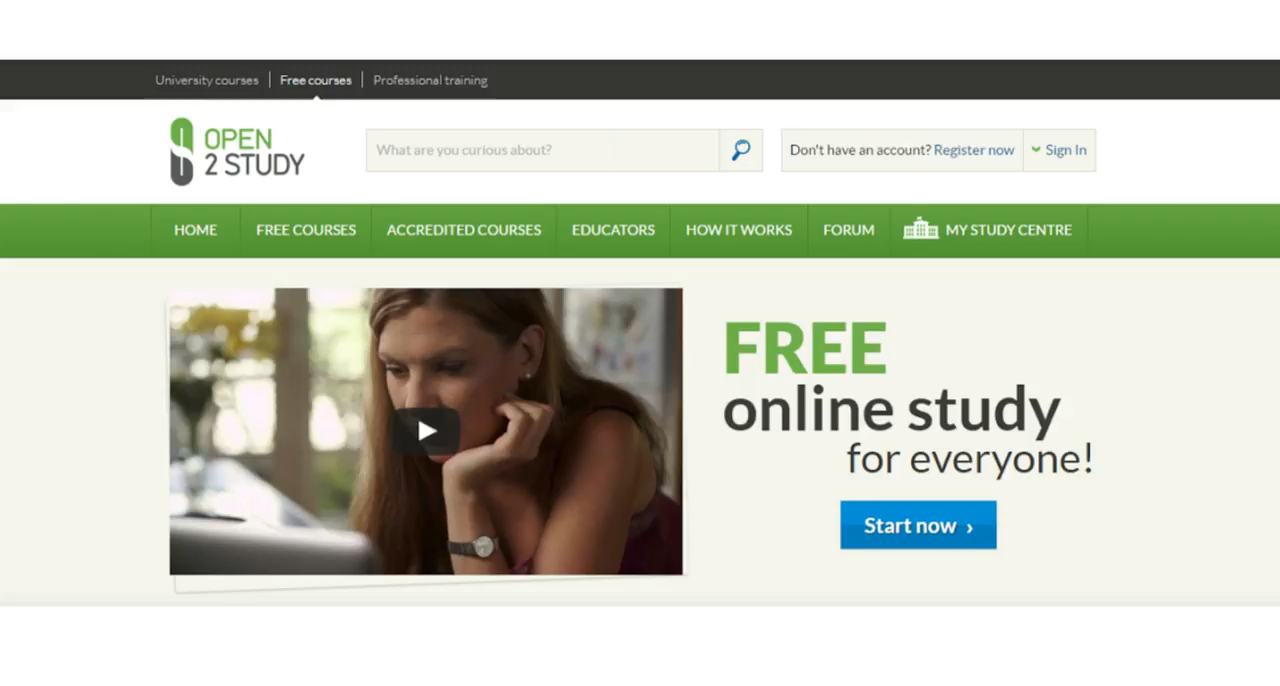 University courses
Free courses
Professional training
OPEN
2 STUDY
What are you curious about?
Don't have an account? Register now
Sign In
HOME
FREE COURSES
ACCREDITED COURSES
EDUCATORS
HOW IT WORKS
FORUM
MY STUDY CENTRE
FREE
online study
for everyone!
Start now ›